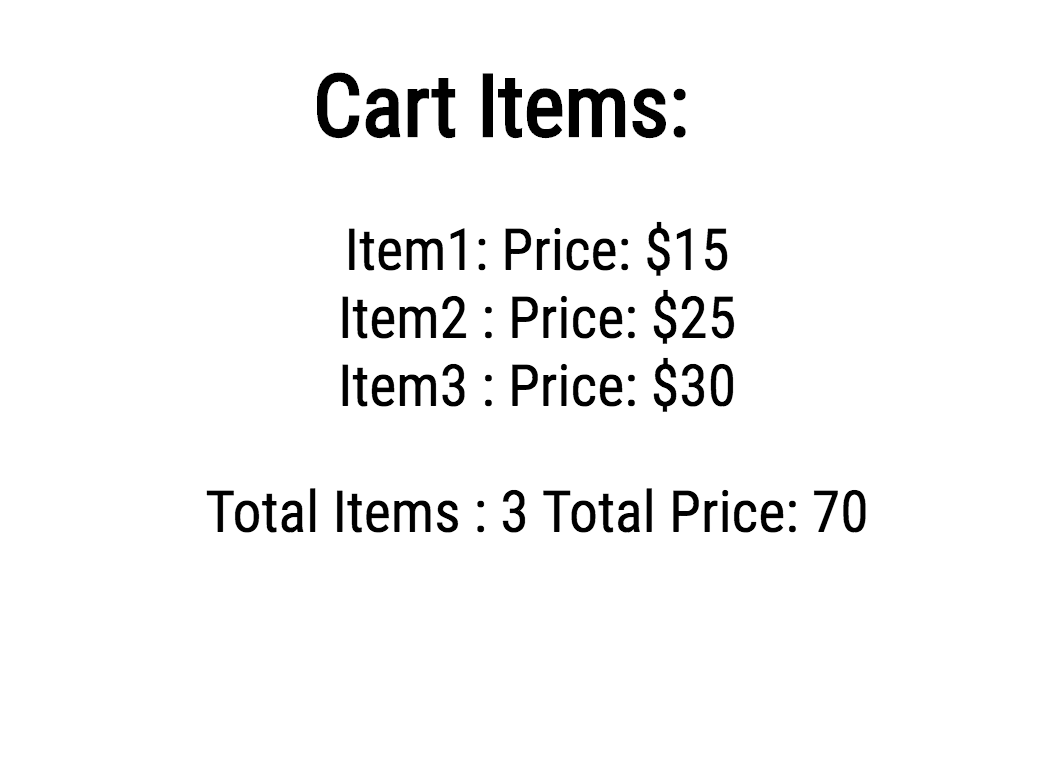 Cart Items:
Item1: Price: $15
Item2 : Price: $25
Item3 : Price: $30
Total Items : 3 Total Price: 70